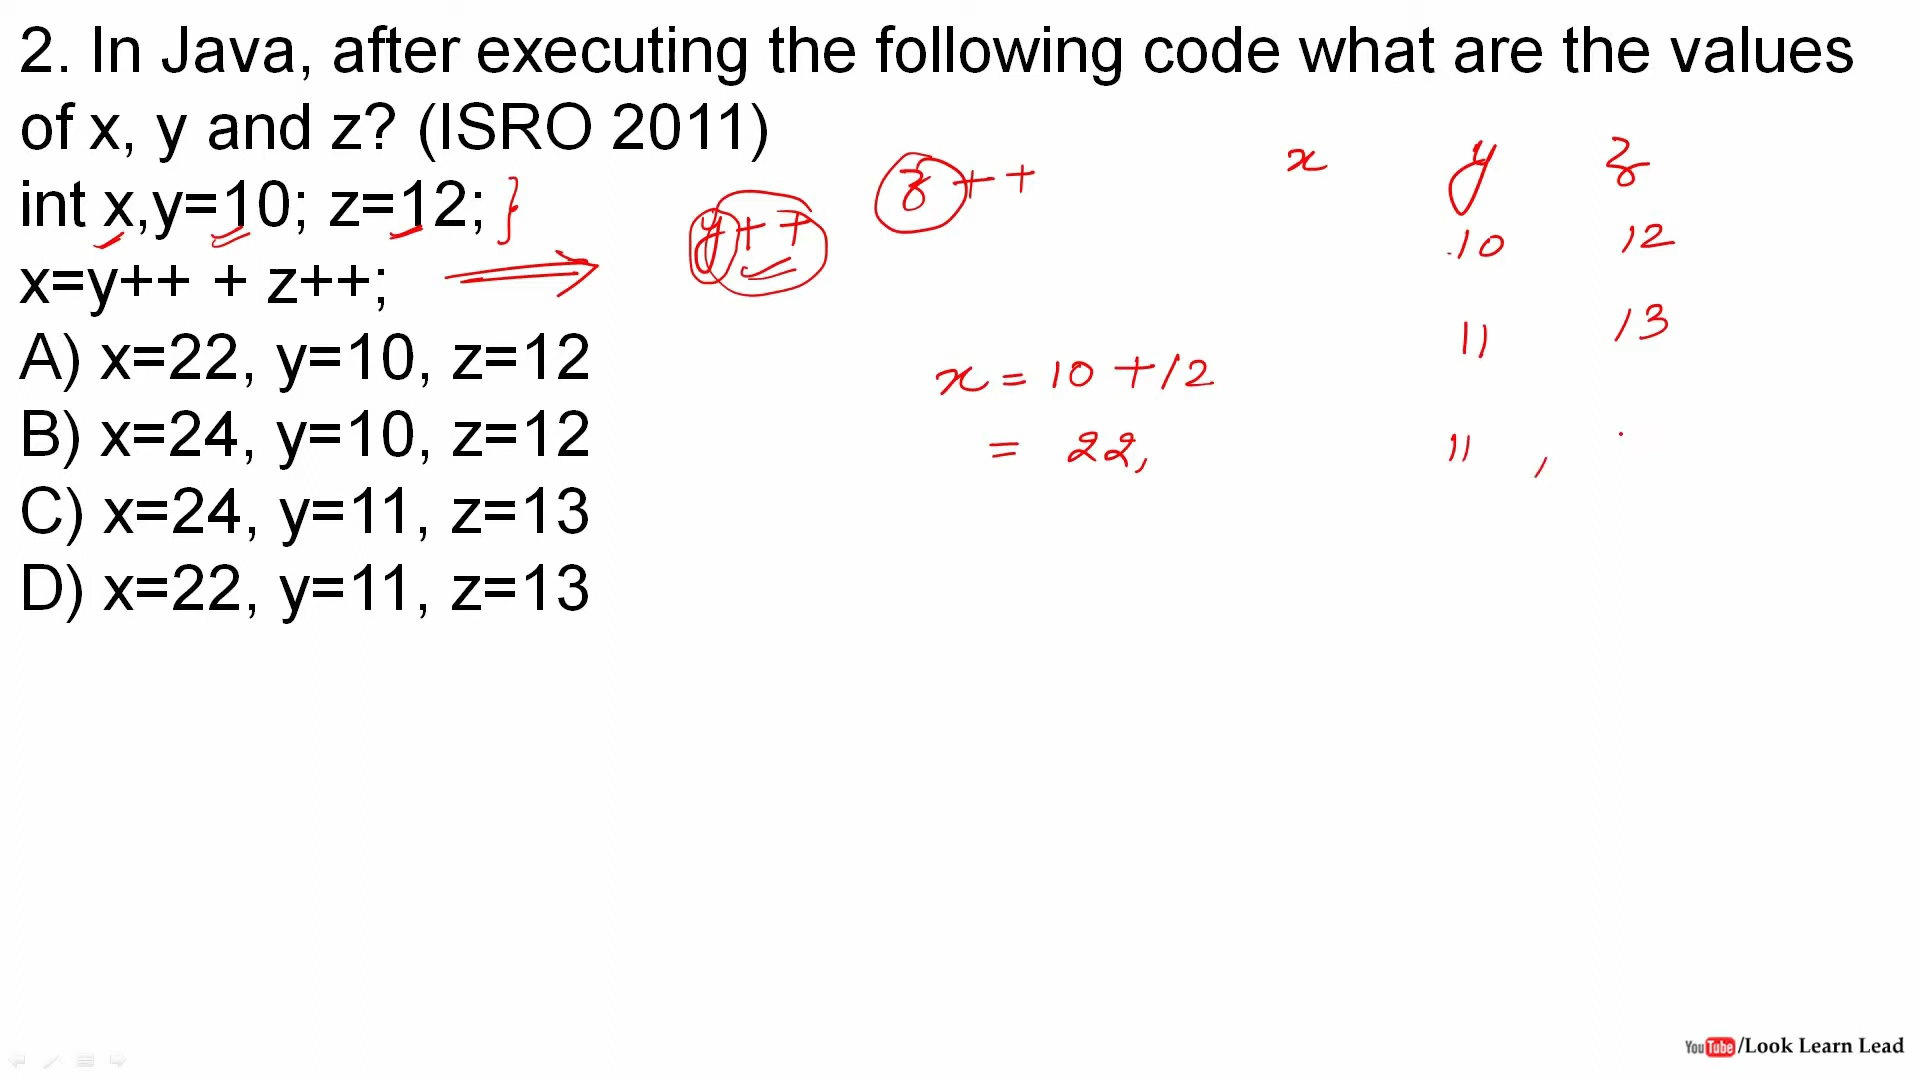 2. In Java, after executing the following code what are the values
of x, y and z? (ISRO 2011)
int x,y=10; z=12; }
x=y++ + z++;
A) x=22, y=10, z=12
B) x=24, y=10, z=12
C) x=24, y=11, z=13
D) x=22, y=11, z=13
y++
z++
x y z
10 12
11 13
x = 10 + 12
= 22, 11 ,
YouTube/Look Learn Lead